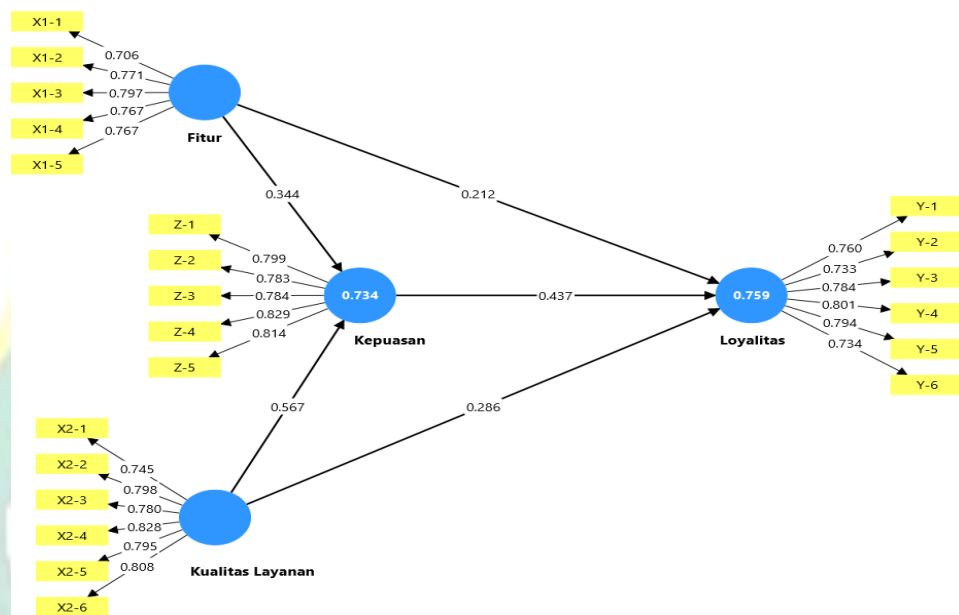 X1-1
X1-2
X1-3
X1-4
X1-5
0.706
0.771
0.797
0.767
0.767
Fitur
0.344
0.212
Z-1
Z-2
Z-3
Z-4
Z-5
0.799
0.783
0.784
0.829
0.814
0.734
Kepuasan
0.437
0.759
Loyalitas
0.760
0.733
0.784
0.801
0.794
0.734
Y-1
Y-2
Y-3
Y-4
Y-5
Y-6
0.567
0.286
X2-1
X2-2
X2-3
X2-4
X2-5
X2-6
0.745
0.798
0.780
0.828
0.795
0.808
Kualitas Layanan